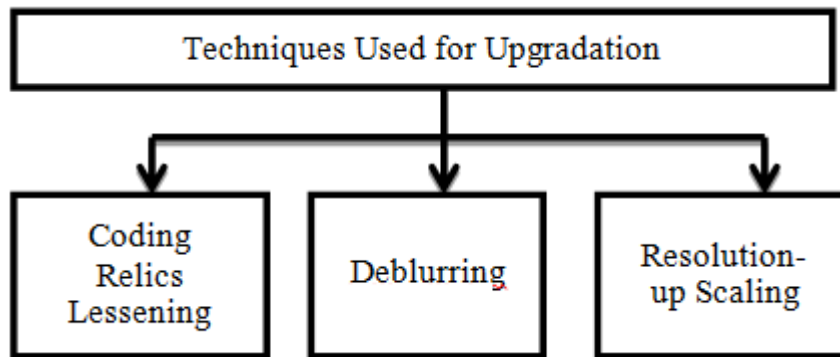 Techniques Used for Upgradation
Coding
Relics
Lessening
Deblurring
Resolution-
up Scaling